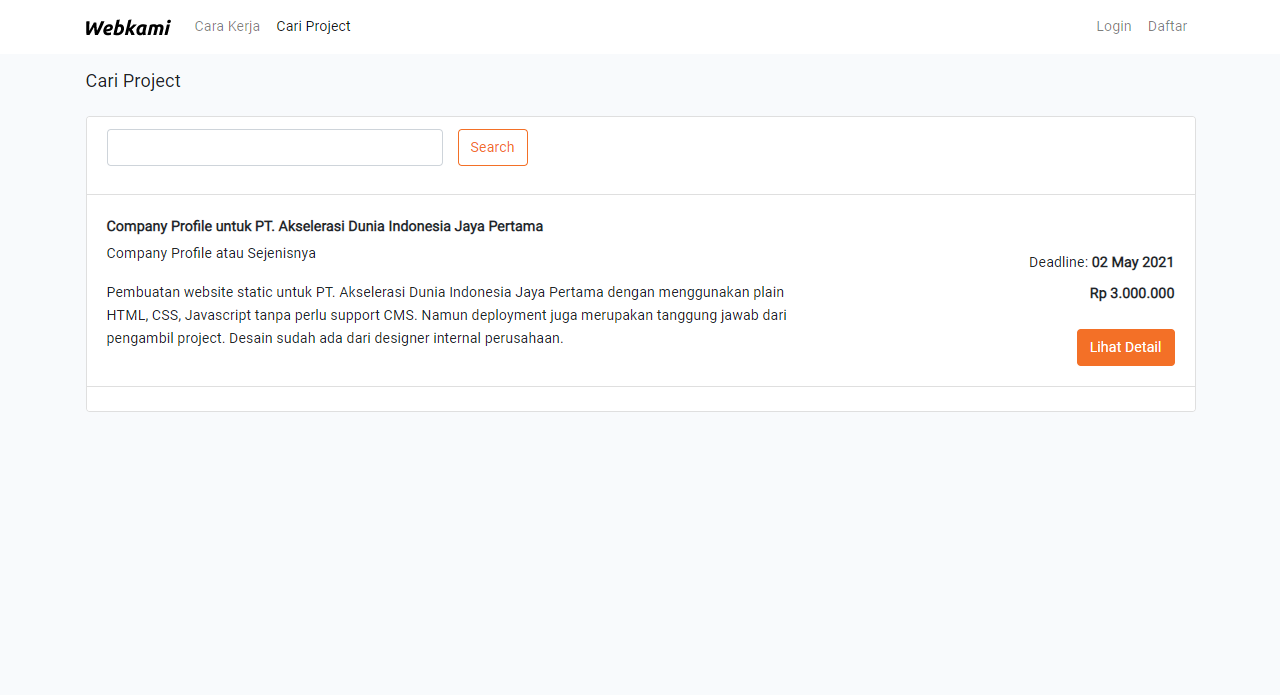 Webkami Cara Kerja Cari Project Login Daftar
Cari Project
Search
Company Profile untuk PT. Akselerasi Dunia Indonesia Jaya Pertama
Company Profile atau Sejenisnya
Deadline: 02 May 2021
Pembuatan website static untuk PT. Akselerasi Dunia Indonesia Jaya Pertama dengan menggunakan plain
HTML, CSS, Javascript tanpa perlu support CMS. Namun deployment juga merupakan tanggung jawab dari
pengambil project. Desain sudah ada dari designer internal perusahaan.
Rp 3.000.000
Lihat Detail